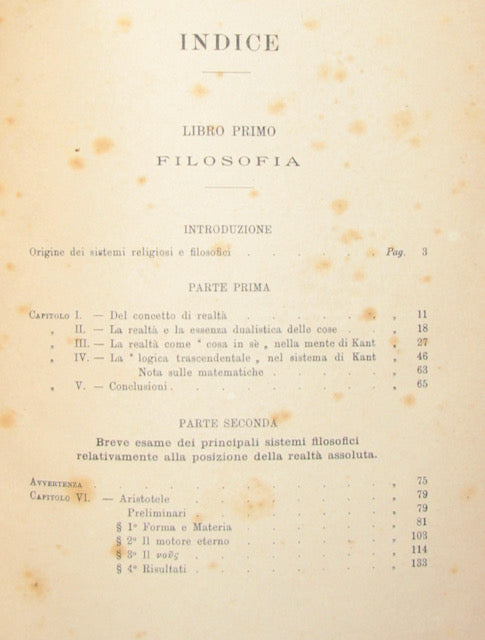 INDICE
LIBRO PRIMO
FILOSOFIA
INTRODUZIONE
Origine dei sistemi religiosi e filosofici . . . . . . Pag. 3
PARTE PRIMA
CAPITOLO I. — Del concetto di realtà . . . . . . „ 11
„ II. — La realtà e la essenza dualistica delle cose . . „ 18
„ III. — La realtà come “ cosa in sè „ nella mente di Kant „ 27
„ IV. — La “ logica trascendentale „ nel sistema di Kant „ 46
Nota sulle matematiche . . . . . „ 63
„ V. — Conclusioni . . . . . . . . „ 65
PARTE SECONDA
Breve esame dei principali sistemi filosofici
relativamente alla posizione della realtà assoluta.
AVVERTENZA . . . . . . . . „ 75
CAPITOLO VI. — Aristotele . . . . . . „ 79
Preliminari . . . . . . „ 79
§ 1º Forma e Materia . . . . . „ 81
§ 2º Il motore eterno . . . . . „ 103
§ 3º Il νοῦς . . . . . . „ 114
§ 4º Risultati . . . . . . „ 133